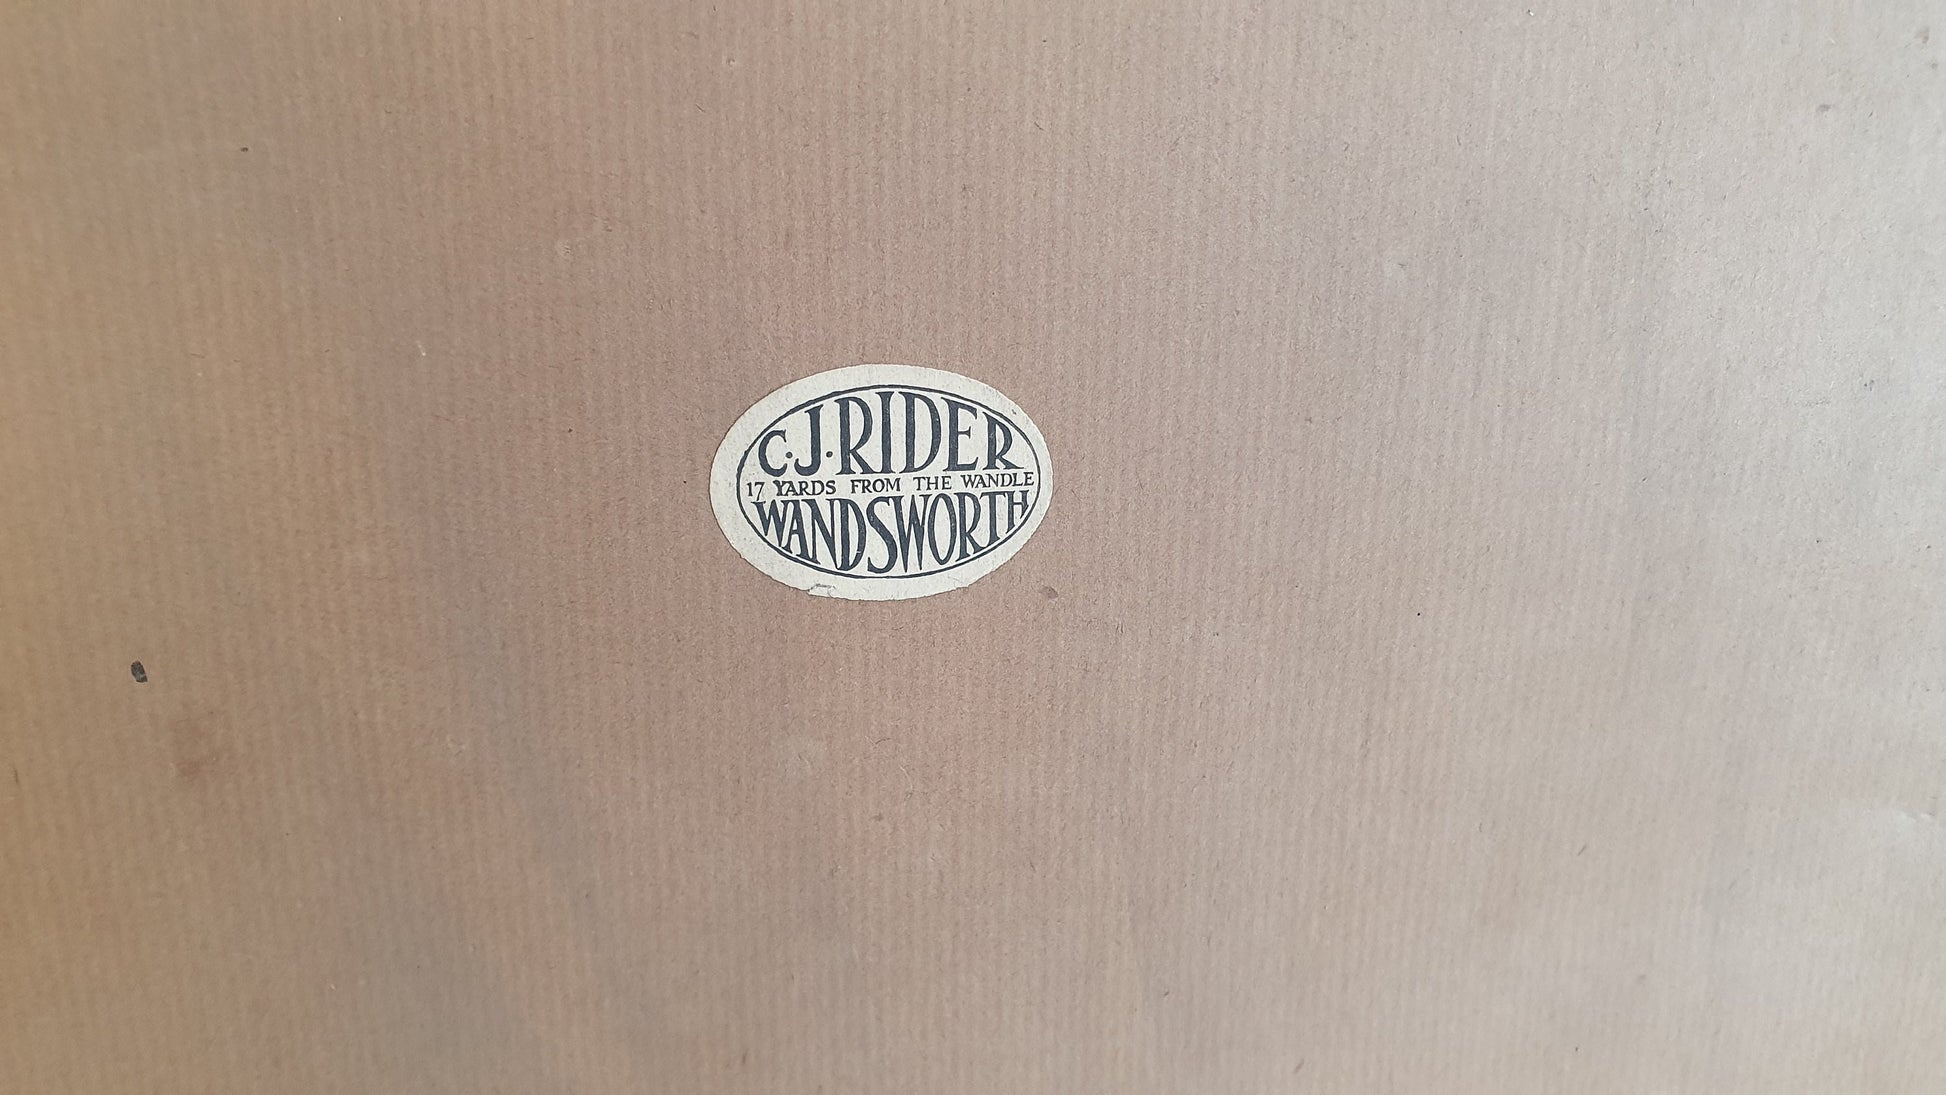 C.J. RIDER
17 YARDS FROM THE WANDLE
WANDSWORTH